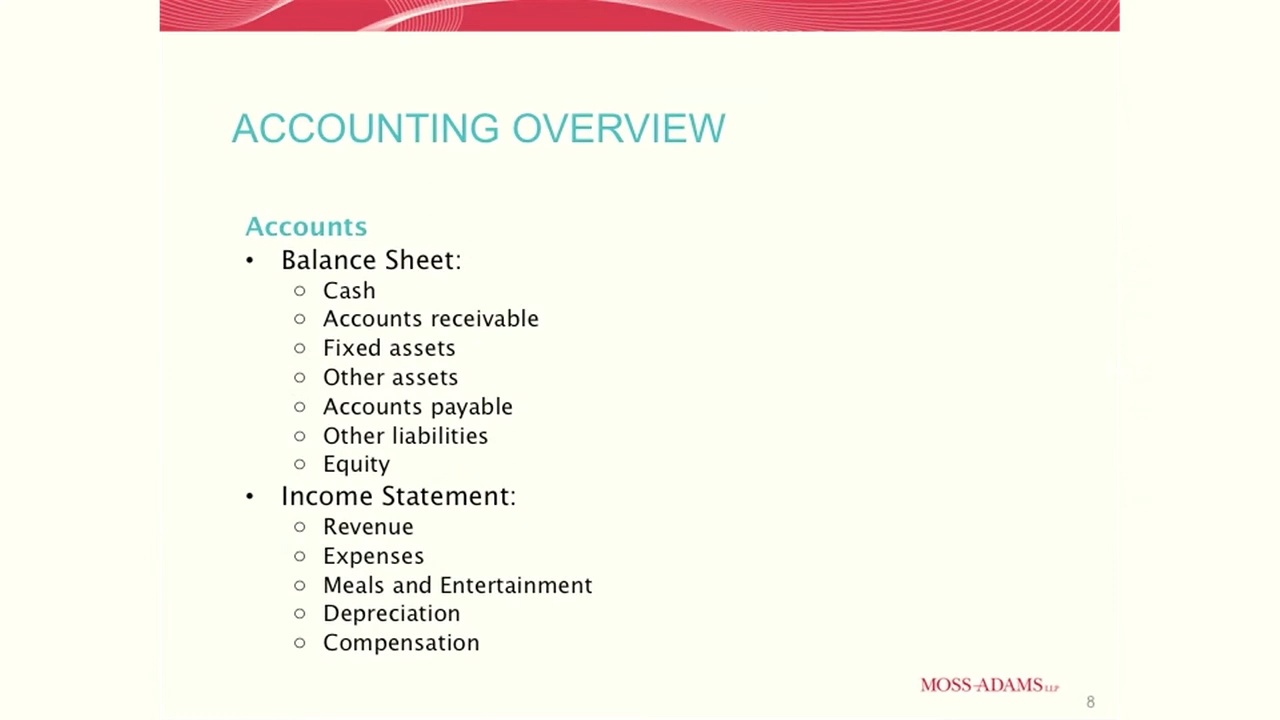 ACCOUNTING OVERVIEW
Accounts
• Balance Sheet:
○ Cash
○ Accounts receivable
○ Fixed assets
○ Other assets
○ Accounts payable
○ Other liabilities
○ Equity
• Income Statement:
○ Revenue
○ Expenses
○ Meals and Entertainment
○ Depreciation
○ Compensation
MOSS-ADAMS LLP
8